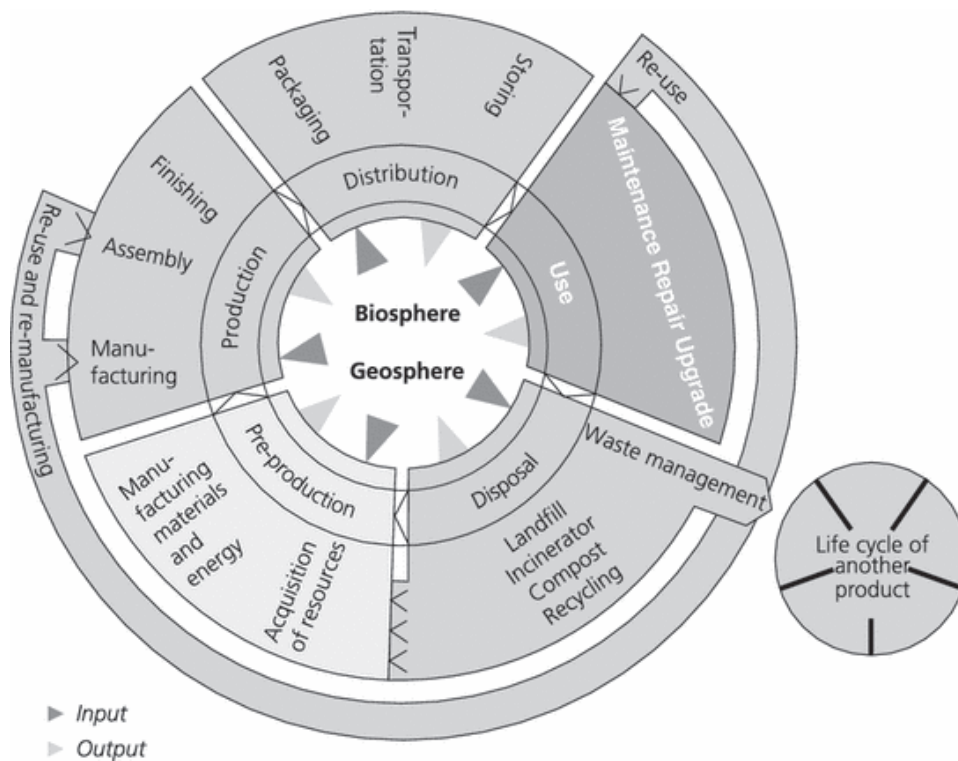 Packaging
Transpor-
tation
Storing
Distribution
Re-use
Maintenance Repair Upgrade
Use
Finishing
Assembly
Manu-
facturing
Production
Re-use and re-manufacturing
Biosphere
Geosphere
Pre-production
Manu-
facturing
materials
and
energy
Acquisition
of resources
Disposal
Waste management
Landfill
Incinerator
Compost
Recycling
Life cycle of
another
product
Input
Output